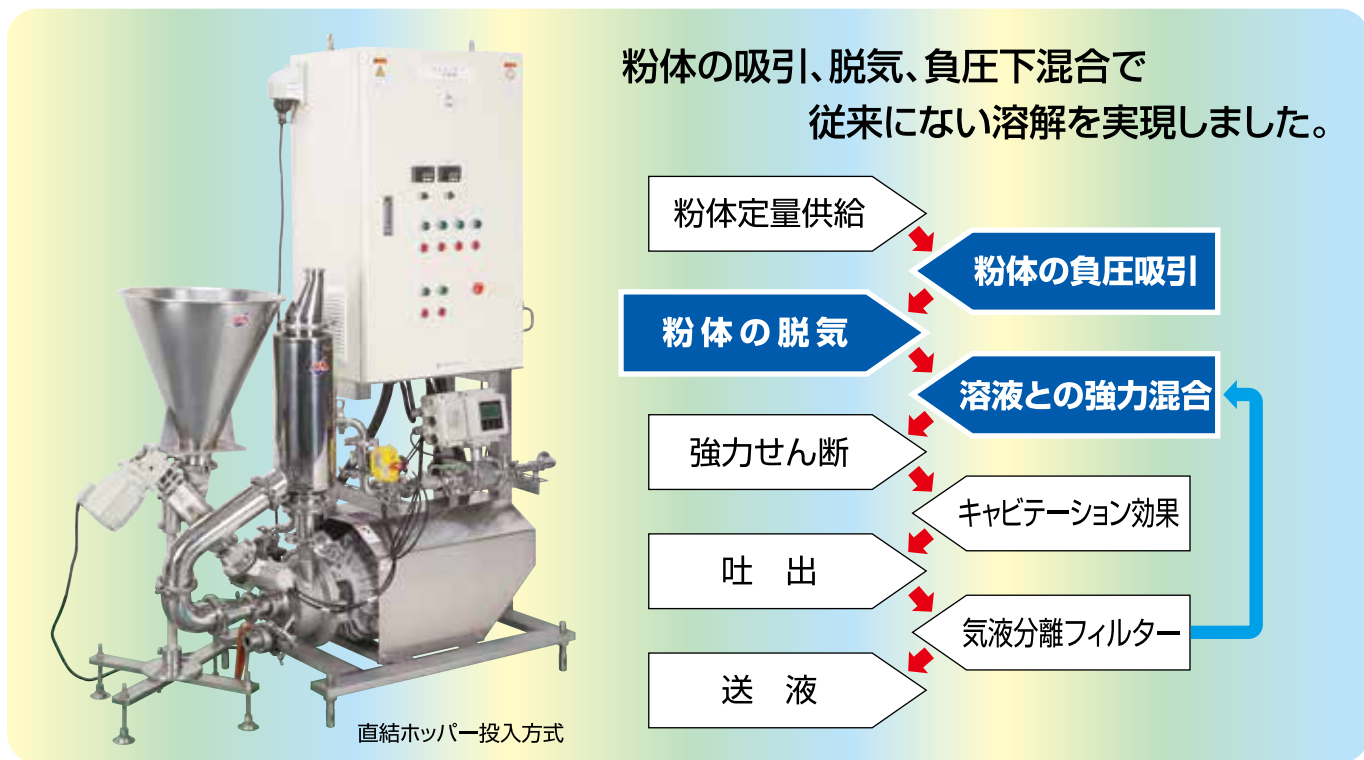 粉体の吸引、脱気、負圧下混合で
従来にない溶解を実現しました。
粉体定量供給
粉体の負圧吸引
粉体の脱気
溶液との強力混合
強力せん断
キャビテーション効果
吐　出
気液分離フィルター
送　液
直結ホッパー投入方式